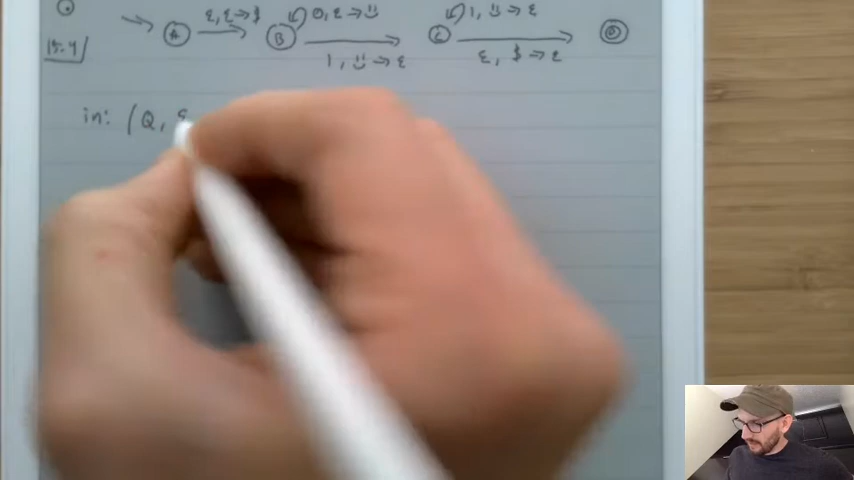 ε, ε → $ 0, ε → ü 1, ü → ε
→ A B C D
15.4 1, ü → ε ε, $ → ε
in: (Q, Σ